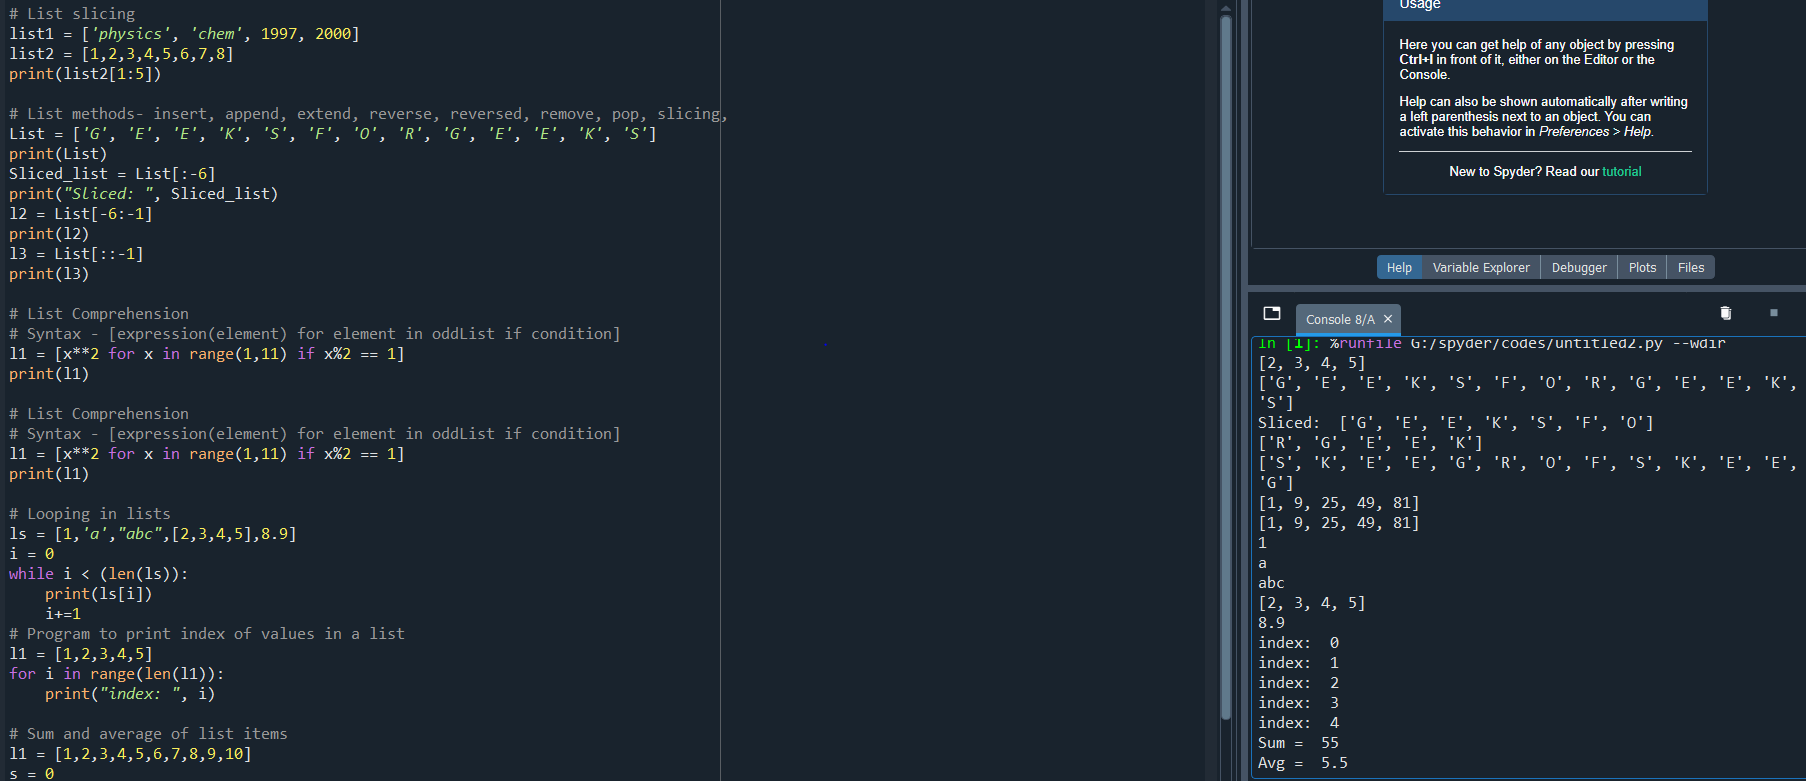 # List slicing
list1 = ['physics', 'chem', 1997, 2000]
list2 = [1,2,3,4,5,6,7,8]
print(list2[1:5])
# List methods- insert, append, extend, reverse, reversed, remove, pop, slicing,
List = ['G', 'E', 'E', 'K', 'S', 'F', 'O', 'R', 'G', 'E', 'E', 'K', 'S']
print(List)
Sliced_list = List[:-6]
print("Sliced: ", Sliced_list)
l2 = List[-6:-1]
print(l2)
l3 = List[::-1]
print(l3)
# List Comprehension
# Syntax - [expression(element) for element in oddList if condition]
l1 = [x**2 for x in range(1,11) if x%2 == 1]
print(l1)
# List Comprehension
# Syntax - [expression(element) for element in oddList if condition]
l1 = [x**2 for x in range(1,11) if x%2 == 1]
print(l1)
# Looping in lists
ls = [1,'a',"abc",[2,3,4,5],8.9]
i = 0
while i < (len(ls)):
    print(ls[i])
    i+=1
# Program to print index of values in a list
l1 = [1,2,3,4,5]
for i in range(len(l1)):
    print("index: ", i)
# Sum and average of list items
l1 = [1,2,3,4,5,6,7,8,9,10]
s = 0
Usage
Here you can get help of any object by pressing
Ctrl+I in front of it, either on the Editor or the
Console.
Help can also be shown automatically after writing
a left parenthesis next to an object. You can
activate this behavior in Preferences > Help.
New to Spyder? Read our tutorial
Help Variable Explorer Debugger Plots Files
Console 8/A ×
In [1]: %runfile G:/spyder/codes/untitled2.py --wdir
[2, 3, 4, 5]
['G', 'E', 'E', 'K', 'S', 'F', 'O', 'R', 'G', 'E', 'E', 'K',
'S']
Sliced:  ['G', 'E', 'E', 'K', 'S', 'F', 'O']
['R', 'G', 'E', 'E', 'K']
['S', 'K', 'E', 'E', 'G', 'R', 'O', 'F', 'S', 'K', 'E', 'E',
'G']
[1, 9, 25, 49, 81]
[1, 9, 25, 49, 81]
1
a
abc
[2, 3, 4, 5]
8.9
index:  0
index:  1
index:  2
index:  3
index:  4
Sum =  55
Avg =  5.5